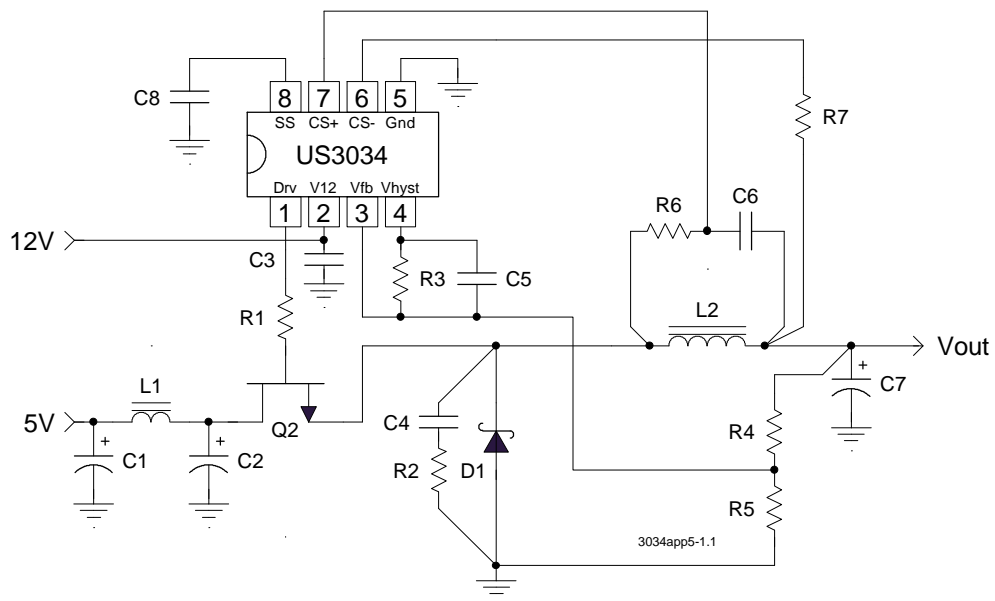 8 7 6 5
SS CS+ CS- Gnd
US3034
Drv V12 Vfb Vhyst
1 2 3 4
C8
R7
R6
C6
12V
C3
R3
C5
R1
L2
Vout
L1
5V
Q2
+
C1
+
C2
C4
R2
D1
+
C7
R4
R5
3034app5-1.1